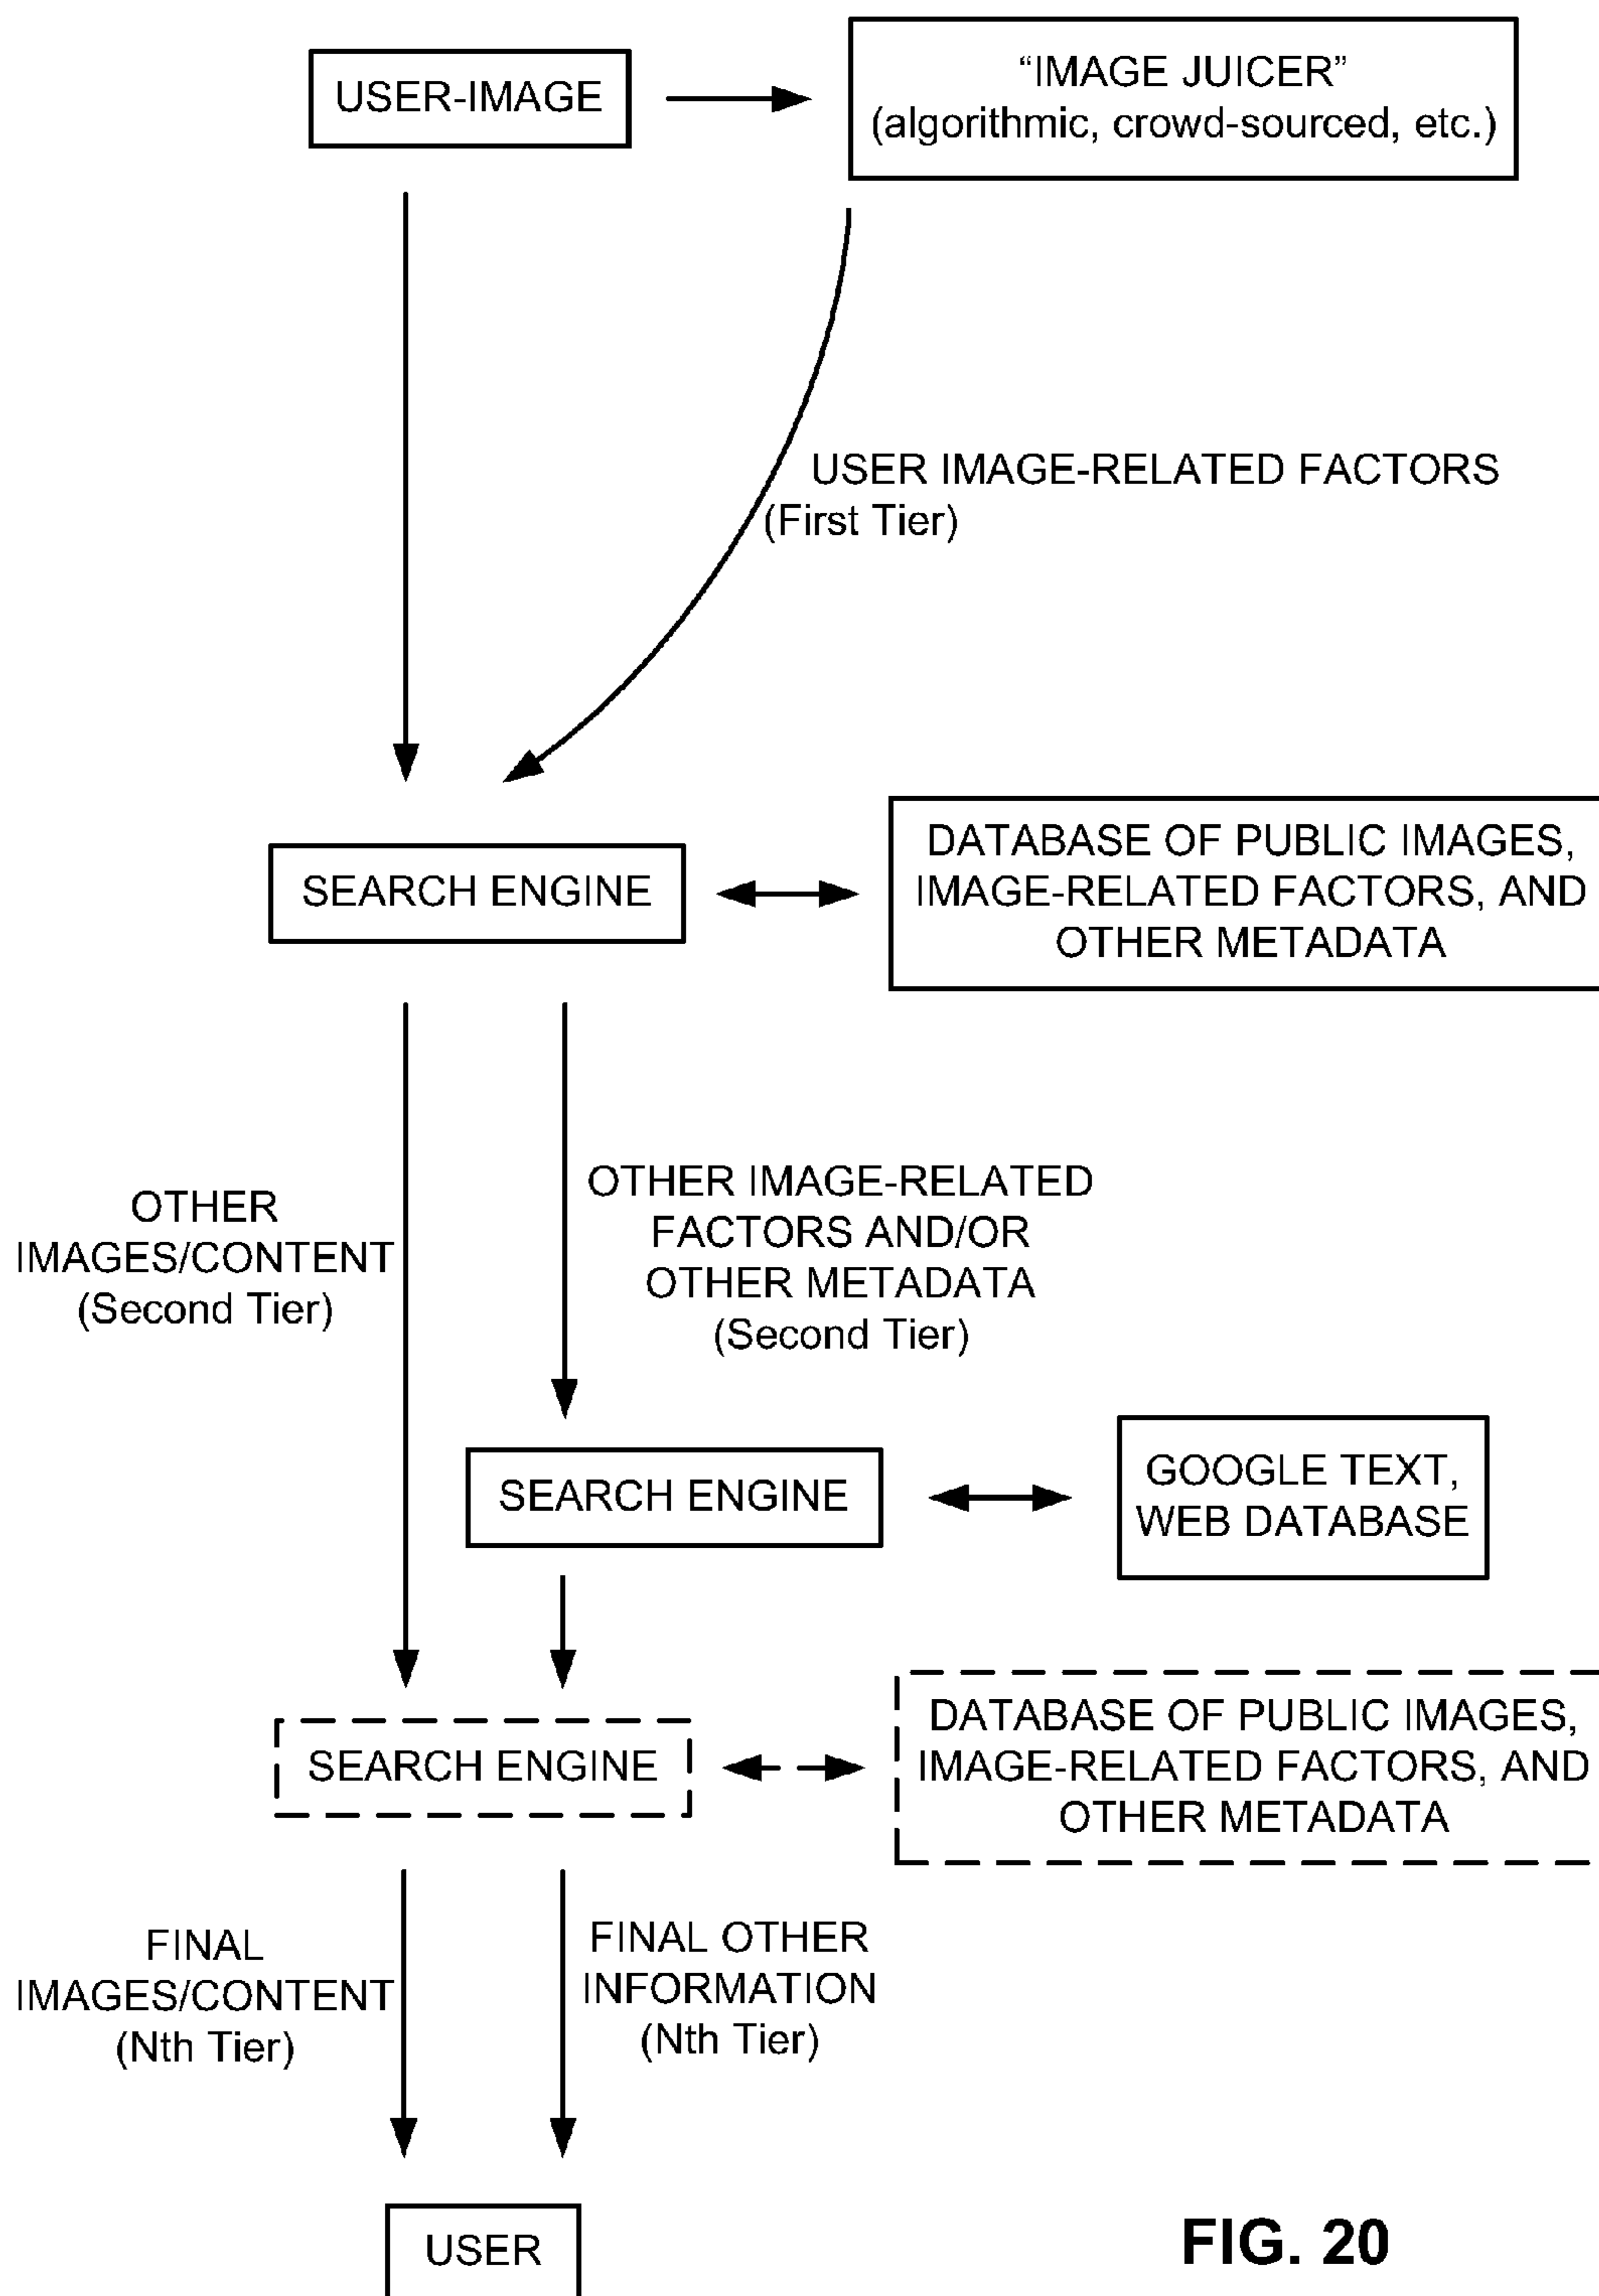 USER-IMAGE
“IMAGE JUICER”
(algorithmic, crowd-sourced, etc.)
USER IMAGE-RELATED FACTORS
(First Tier)
SEARCH ENGINE
DATABASE OF PUBLIC IMAGES,
IMAGE-RELATED FACTORS, AND
OTHER METADATA
OTHER
IMAGES/CONTENT
(Second Tier)
OTHER IMAGE-RELATED
FACTORS AND/OR
OTHER METADATA
(Second Tier)
SEARCH ENGINE
GOOGLE TEXT,
WEB DATABASE
SEARCH ENGINE
DATABASE OF PUBLIC IMAGES,
IMAGE-RELATED FACTORS, AND
OTHER METADATA
FINAL
IMAGES/CONTENT
(Nth Tier)
FINAL OTHER
INFORMATION
(Nth Tier)
USER
FIG. 20